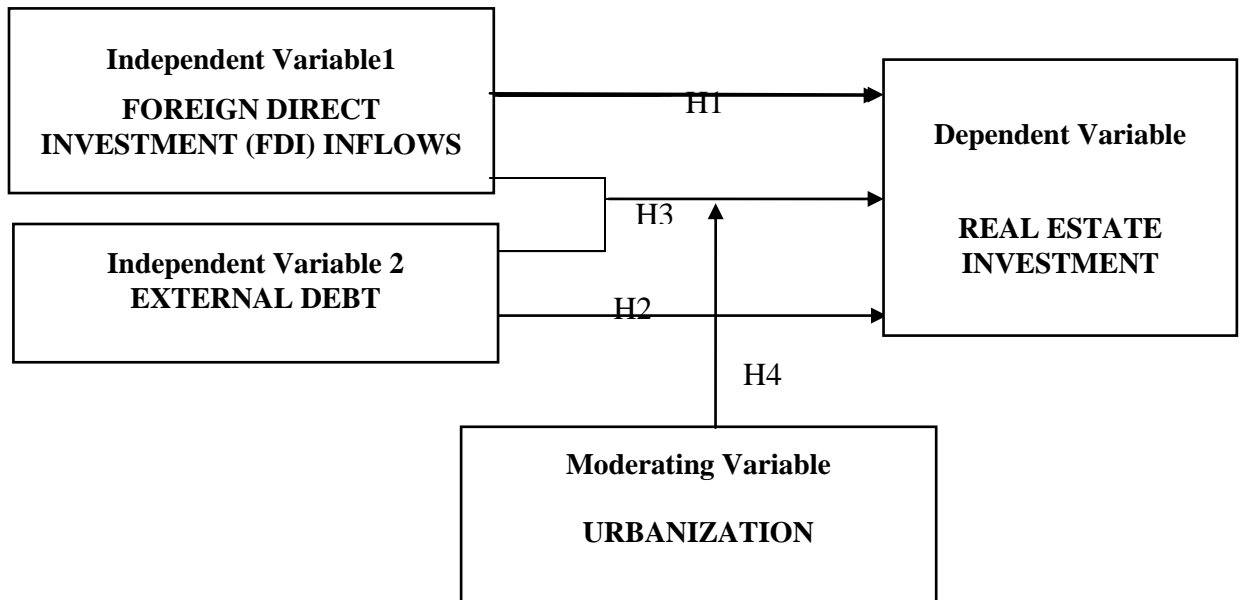 Independent Variable1
FOREIGN DIRECT
INVESTMENT (FDI) INFLOWS
H1
Dependent Variable
REAL ESTATE
INVESTMENT
H3
Independent Variable 2
EXTERNAL DEBT
H2
H4
Moderating Variable
URBANIZATION